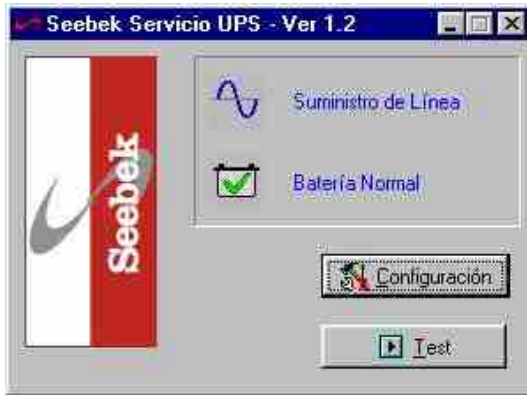 Seebek Servicio UPS - Ver 1.2
Seebek
Suministro de Línea
Batería Normal
Configuración
Test